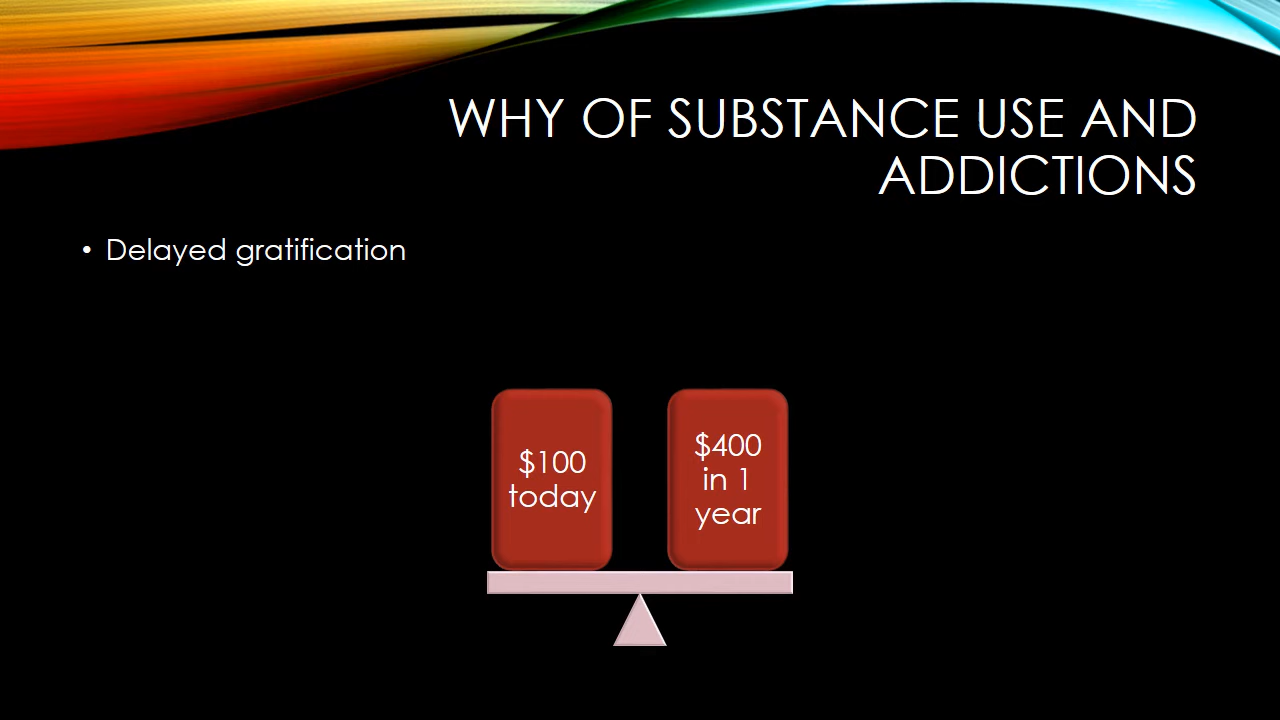 WHY OF SUBSTANCE USE AND
ADDICTIONS
• Delayed gratification
$100
today
$400
in 1
year